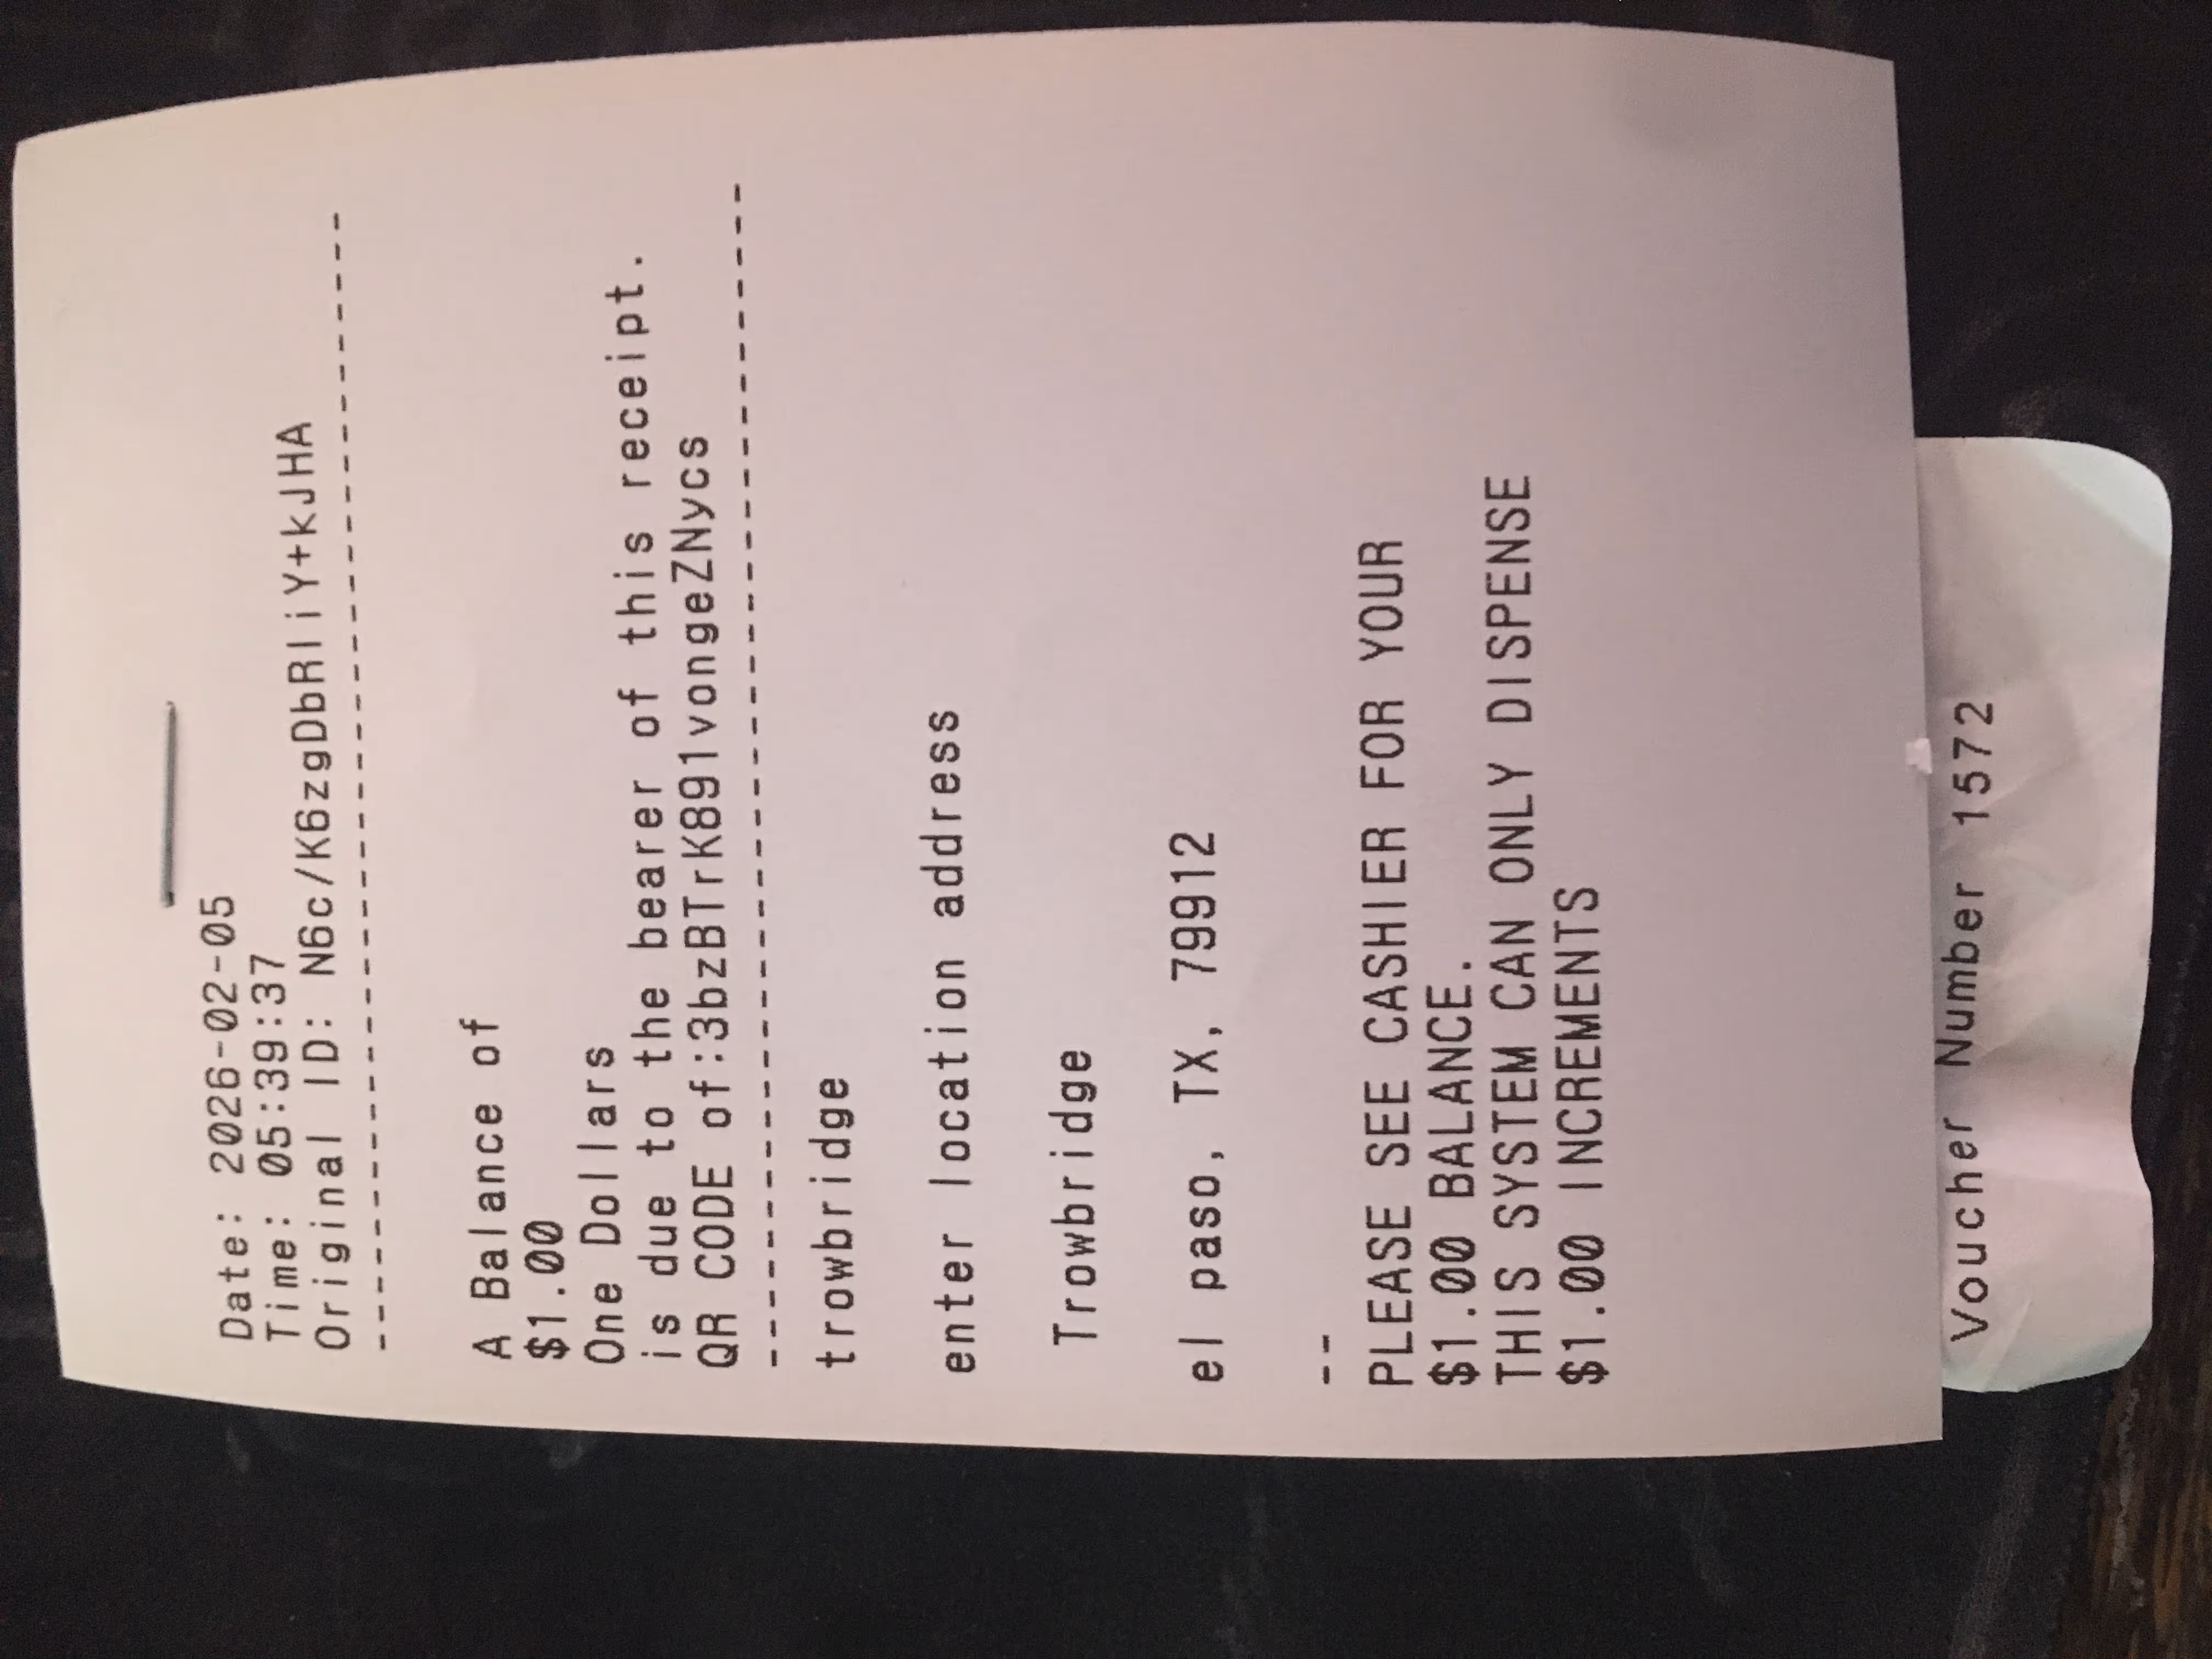 Date: 2026-02-05
Time: 05:39:37
Original ID: N6c/K6zgDbRliY+kJHA
------------------------------------
A Balance of
$1.00
One Dollars
is due to the bearer of this receipt.
QR CODE of:3bzBTrK891vongeZNycs
--------------------------------------
trowbridge
enter location address
Trowbridge
el paso, TX, 79912
--
PLEASE SEE CASHIER FOR YOUR
$1.00 BALANCE.
THIS SYSTEM CAN ONLY DISPENSE
$1.00 INCREMENTS
Voucher Number 1572